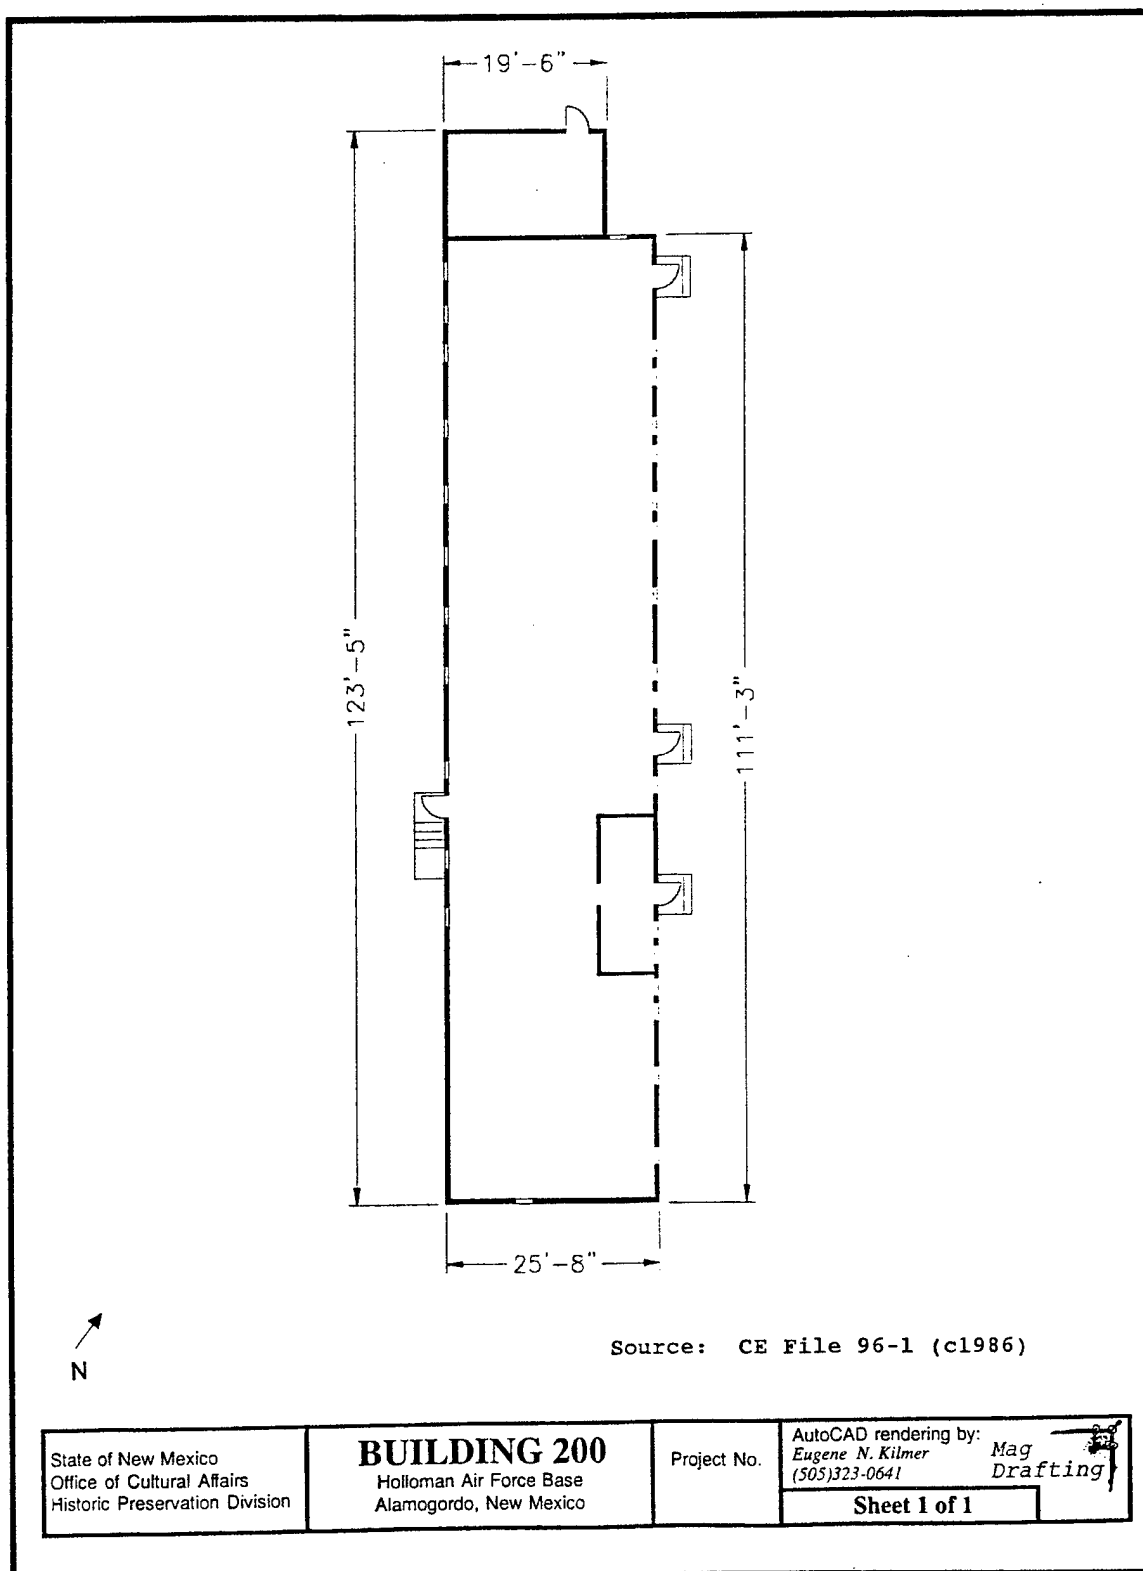 19'-6"
123'-5"
111'-3"
25'-8"
N
Source: CE File 96-1 (c1986)
State of New Mexico
Office of Cultural Affairs
Historic Preservation Division
BUILDING 200
Holloman Air Force Base
Alamogordo, New Mexico
Project No.
AutoCAD rendering by:
Eugene N. Kilmer
(505)323-0641
Mag
Drafting
Sheet 1 of 1